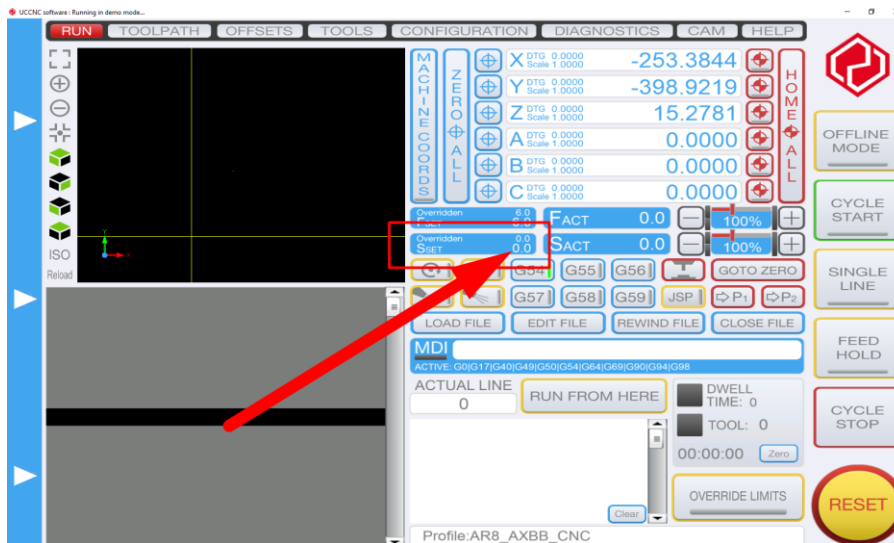 UCCNC software : Running in demo mode...
RUN TOOLPATH OFFSETS TOOLS CONFIGURATION DIAGNOSTICS CAM HELP
MACHINE COORDS
ZERO ALL
X DTG 0.0000 Scale 1.0000 -253.3844
Y DTG 0.0000 Scale 1.0000 -398.9219
Z DTG 0.0000 Scale 1.0000 15.2781
A DTG 0.0000 Scale 1.0000 0.0000
B DTG 0.0000 Scale 1.0000 0.0000
C DTG 0.0000 Scale 1.0000 0.0000
HOME ALL
OFFLINE MODE
CYCLE START
SINGLE LINE
FEED HOLD
CYCLE STOP
RESET
ISO
Reload
Y
Overridden 6.0
FSET 6.0
FACT 0.0 100%
Overridden 0.0
SSET 0.0
SACT 0.0 100%
G54 G55 G56 GOTO ZERO
G57 G58 G59 JSP P1 P2
LOAD FILE EDIT FILE REWIND FILE CLOSE FILE
MDI
ACTIVE: G0|G17|G40|G49|G50|G54|G64|G69|G90|G94|G98
ACTUAL LINE
0
RUN FROM HERE
DWELL
TIME: 0
TOOL: 0
00:00:00 Zero
OVERRIDE LIMITS
Clear
Profile:AR8_AXBB_CNC